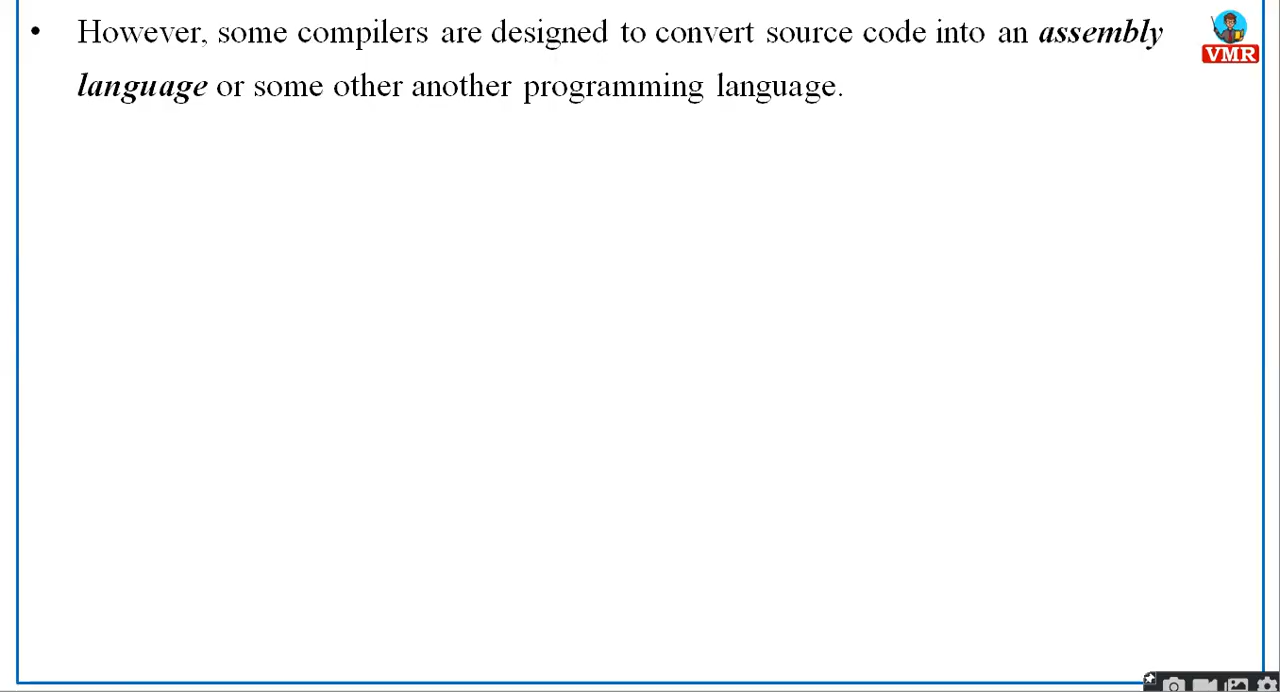 • However, some compilers are designed to convert source code into an assembly
language or some other another programming language.
VMR